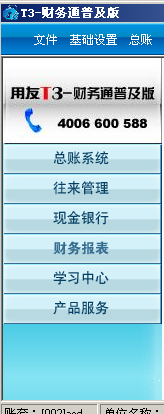 T3-财务通普及版
文件 基础设置 总账
用友T3-财务通普及版
4006 600 588
总账系统
往来管理
现金银行
财务报表
学习中心
产品服务
账套: [002]aed 单位名称: